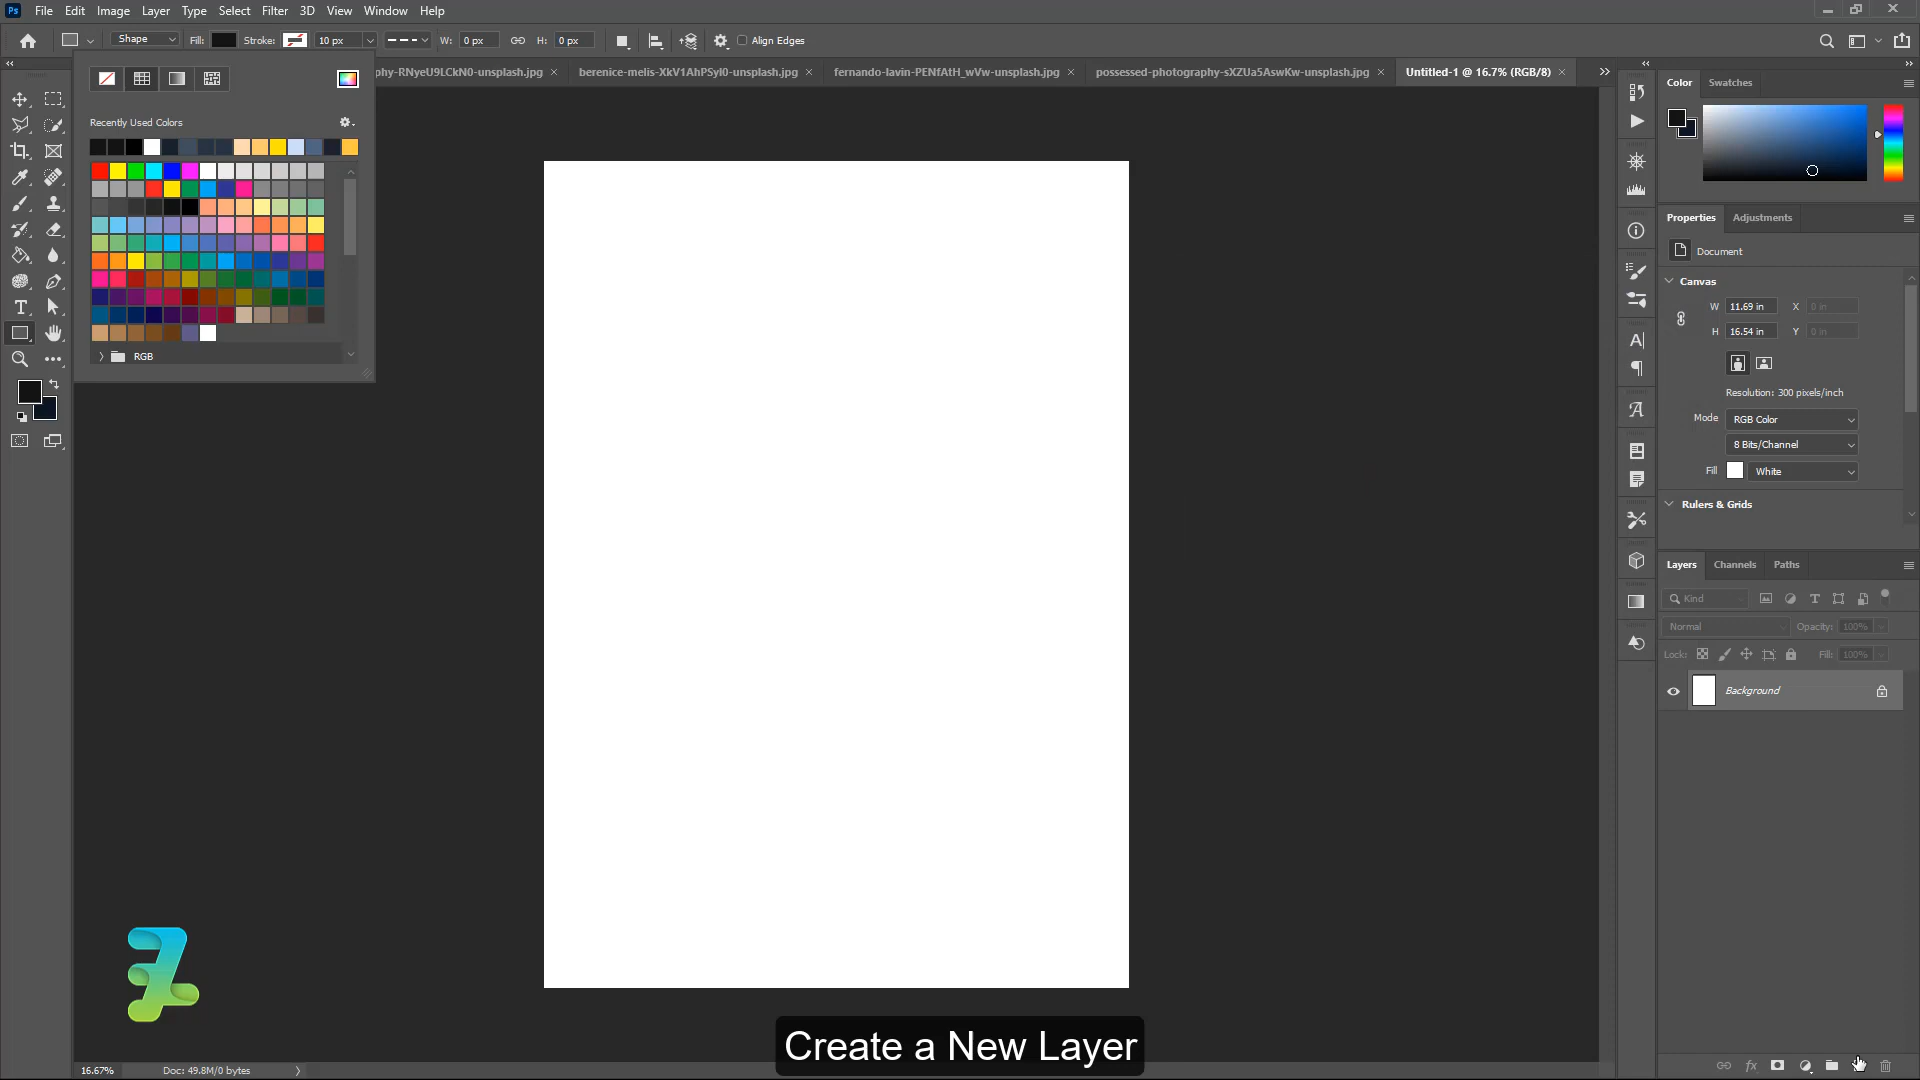 Ps File Edit Image Layer Type Select Filter 3D View Window Help
Shape Fill: Stroke: 10 px W: 0 px H: 0 px Align Edges
phy-RNyeU9LCkN0-unsplash.jpg × berenice-melis-XkV1AhPSyI0-unsplash.jpg × fernando-lavin-PENfAtH_wVw-unsplash.jpg × possessed-photography-sXZUa5AswKw-unsplash.jpg × Untitled-1 @ 16.7% (RGB/8) ×
Recently Used Colors
RGB
Color Swatches
Properties Adjustments
Document
Canvas
W 11.69 in X 0 in
H 16.54 in Y 0 in
Resolution: 300 pixels/inch
Mode RGB Color
8 Bits/Channel
Fill White
Rulers & Grids
Layers Channels Paths
Kind
Normal Opacity: 100%
Lock: Fill: 100%
Background
Create a New Layer
16.67% Doc: 49.8M/0 bytes